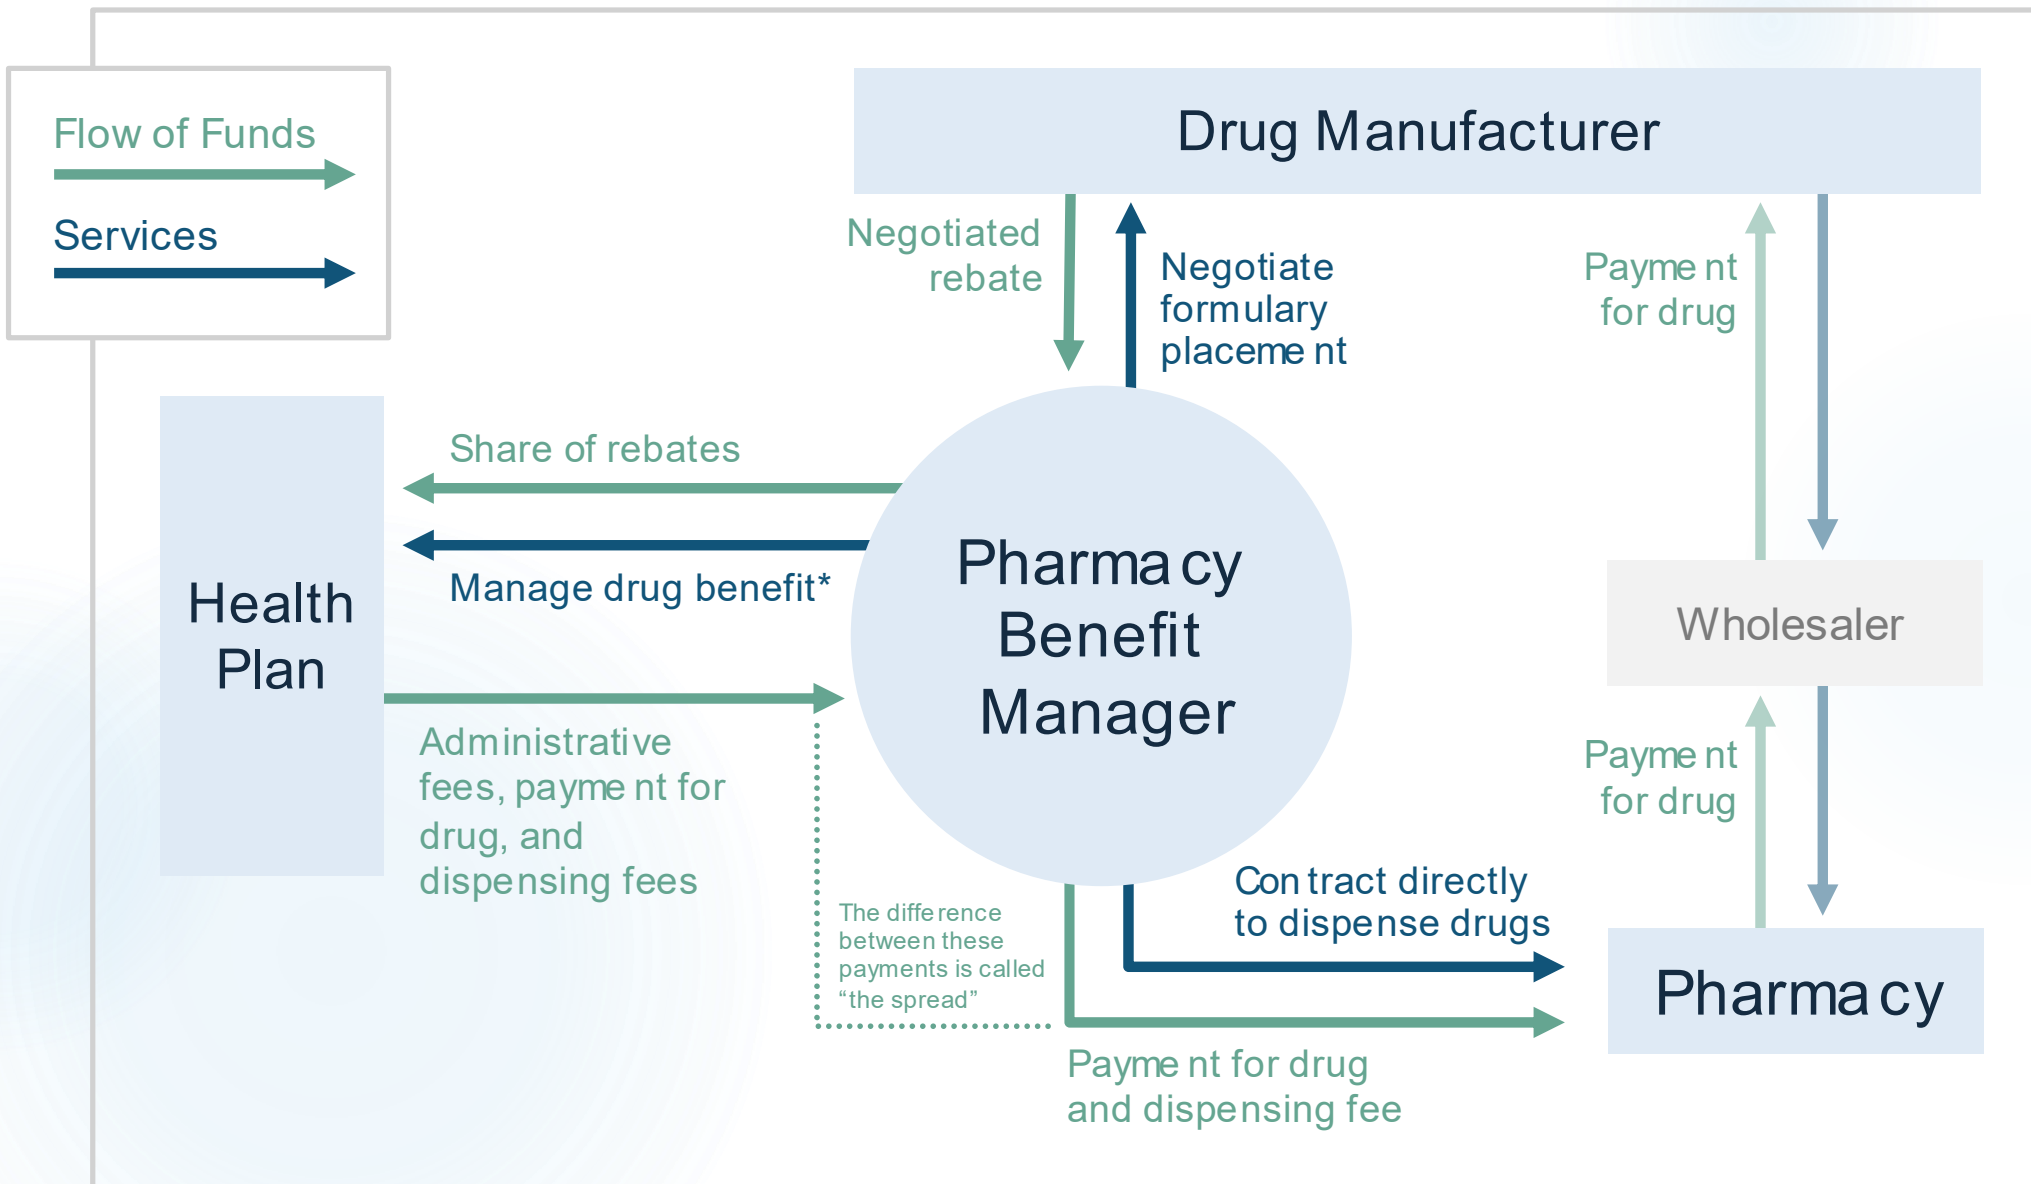 Flow of Funds
Services
Drug Manufacturer
Negotiated
rebate
Negotiate
formulary
placement
Payment
for drug
Share of rebates
Manage drug benefit*
Health
Plan
Pharmacy
Benefit
Manager
Wholesaler
Administrative
fees, payment for
drug, and
dispensing fees
Payment
for drug
The difference
between these
payments is called
“the spread”
Contract directly
to dispense drugs
Pharmacy
Payment for drug
and dispensing fee